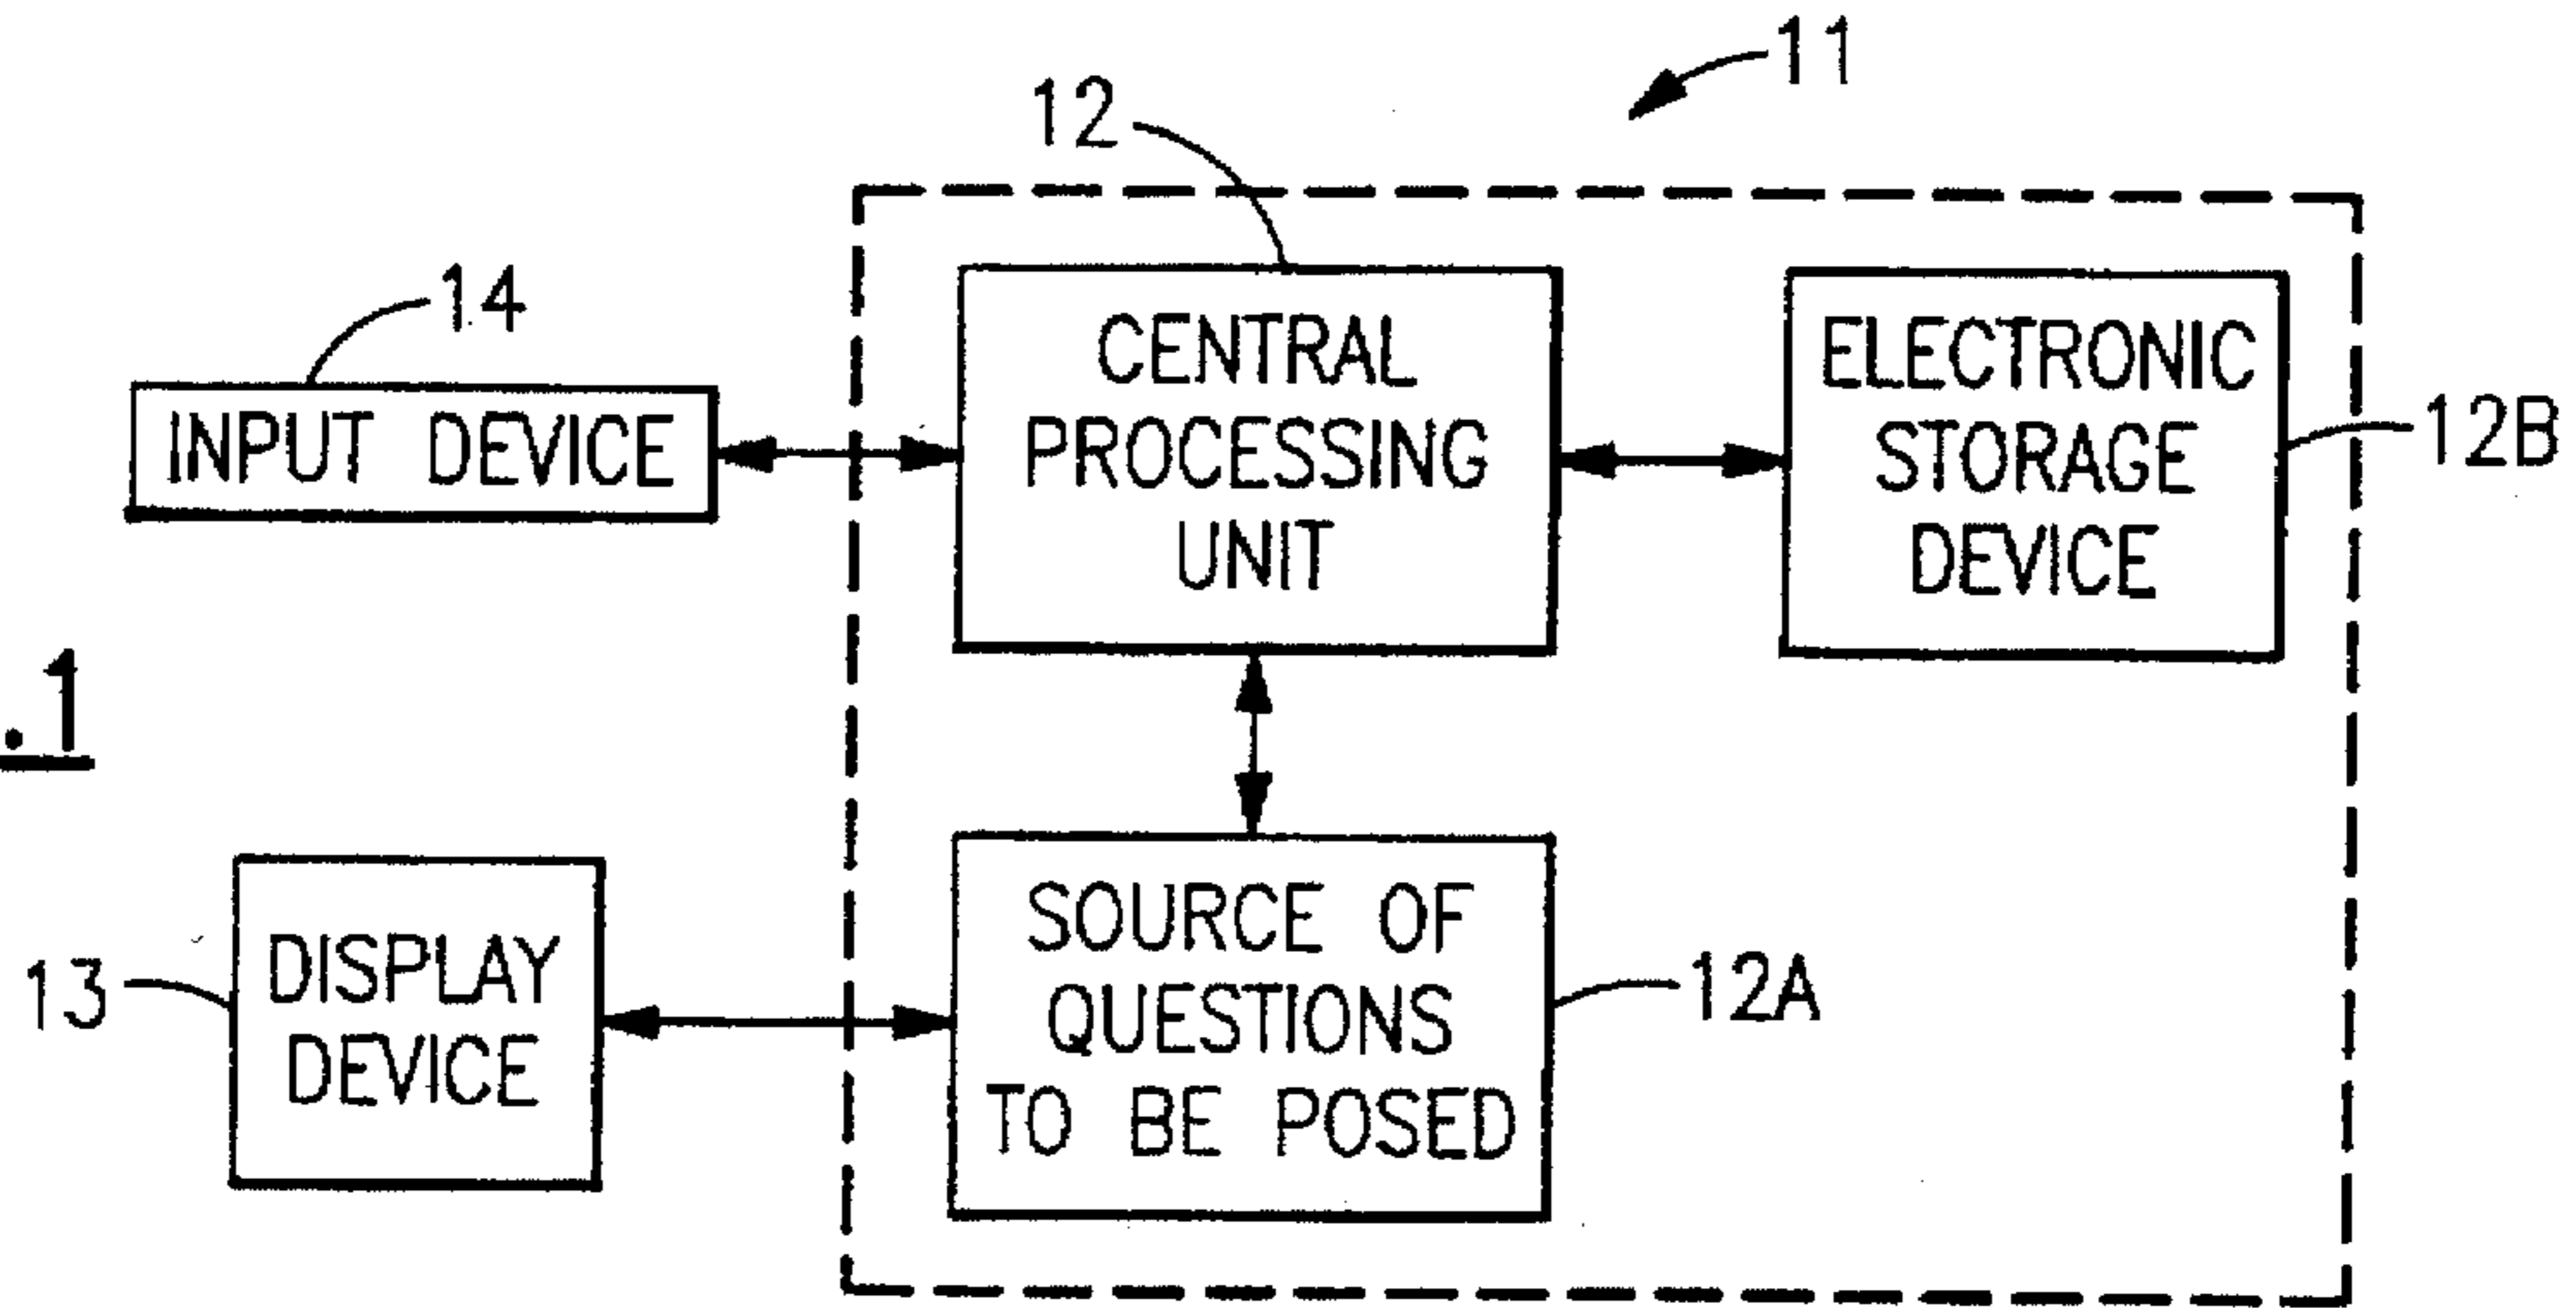 11
12
14
INPUT DEVICE
CENTRAL
PROCESSING
UNIT
ELECTRONIC
STORAGE
DEVICE
12B
.1
13
DISPLAY
DEVICE
SOURCE OF
QUESTIONS
TO BE POSED
12A